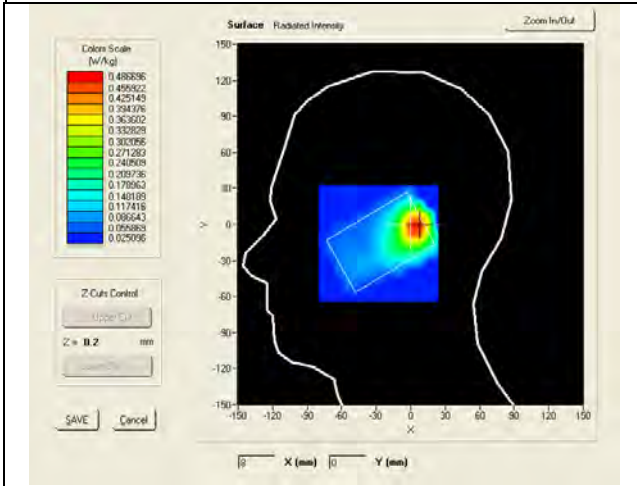 Surface Radiated Intensity
Zoom In/Out
Colors Scale
(W/kg)
0.486696
0.455922
0.425149
0.394376
0.363602
0.332829
0.302056
0.271283
0.240509
0.209736
0.178963
0.148189
0.117416
0.086643
0.055869
0.025096
150
120
90
60
30
0
-30
-60
-90
-120
-150
Y
-150 -120 -90 -60 -30 0 30 60 90 120 150
X
Z-Cuts Control
Upper Cut
Z = 0.2 mm
SAVE Cancel
8 X (mm) 0 Y (mm)